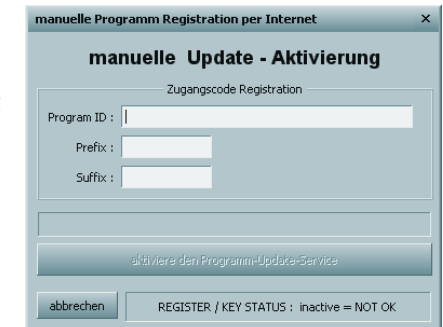 manuelle Programm Registration per Internet
manuelle Update - Aktivierung
Zugangscode Registration
Program ID :
Prefix :
Suffix :
aktiviere den Programm-Update-Service
abbrechen
REGISTER / KEY STATUS : inactive = NOT OK